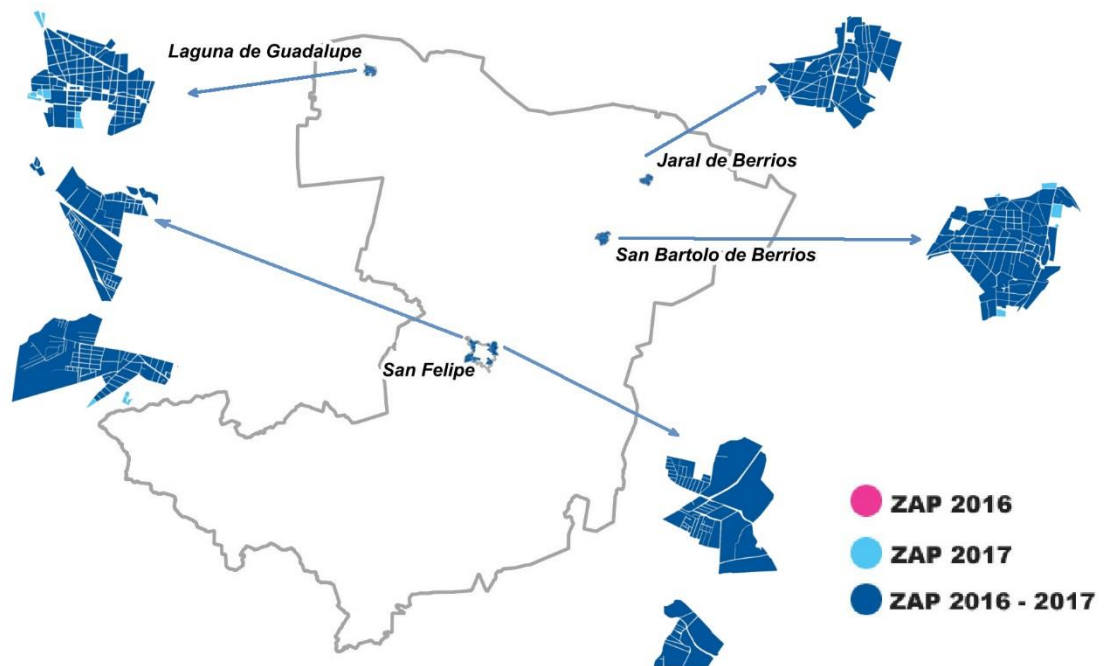 Laguna de Guadalupe
Jaral de Berrios
San Bartolo de Berrios
San Felipe
ZAP 2016
ZAP 2017
ZAP 2016 - 2017